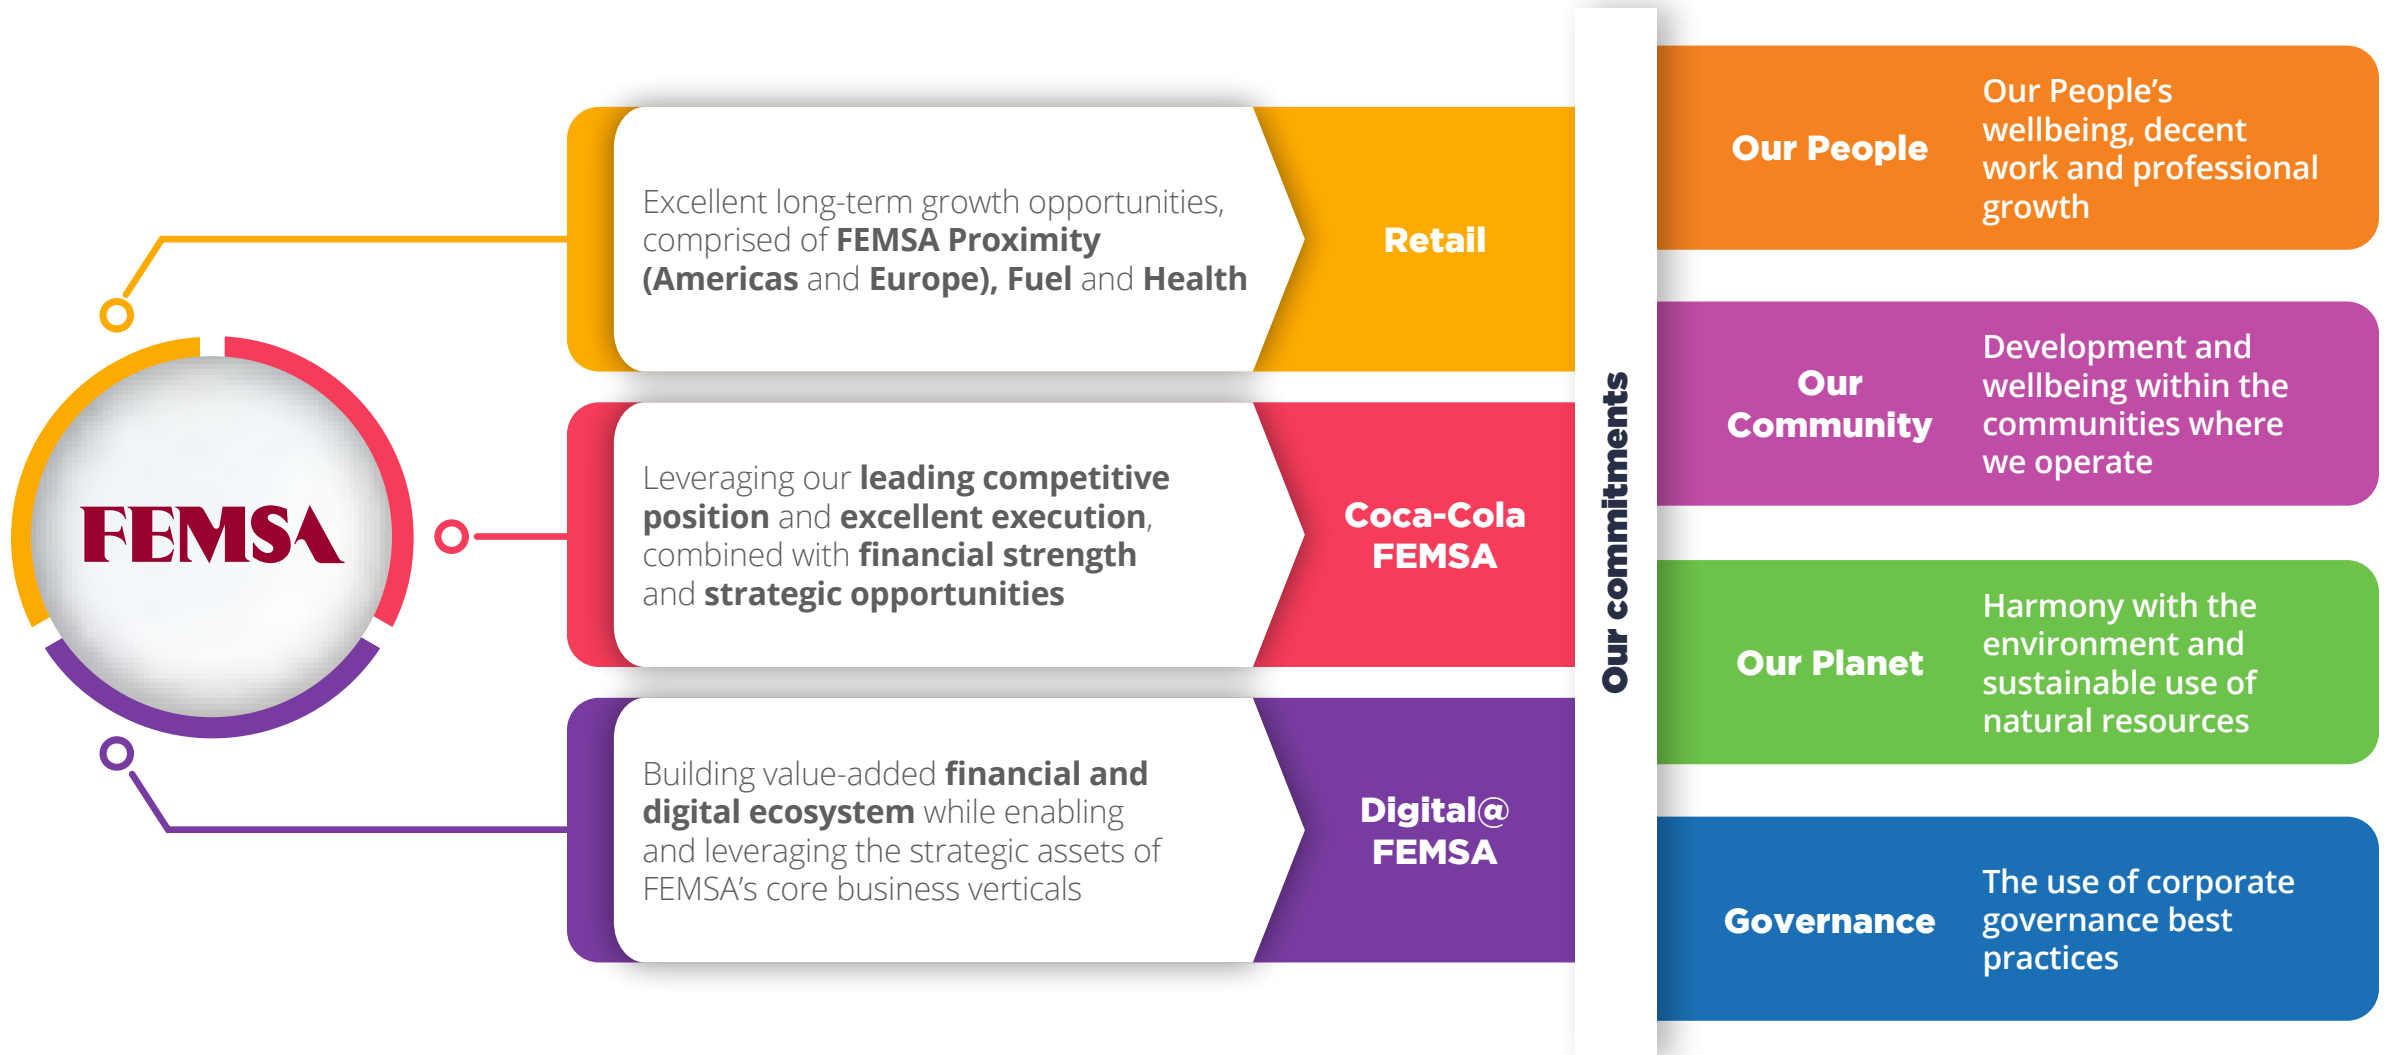 FEMSA
Excellent long-term growth opportunities,
comprised of FEMSA Proximity
(Americas and Europe), Fuel and Health
Retail
Leveraging our leading competitive
position and excellent execution,
combined with financial strength
and strategic opportunities
Coca-Cola
FEMSA
Building value-added financial and
digital ecosystem while enabling
and leveraging the strategic assets of
FEMSA’s core business verticals
Digital@
FEMSA
Our commitments
Our People
Our People’s
wellbeing, decent
work and professional
growth
Our
Community
Development and
wellbeing within the
communities where
we operate
Our Planet
Harmony with the
environment and
sustainable use of
natural resources
Governance
The use of corporate
governance best
practices